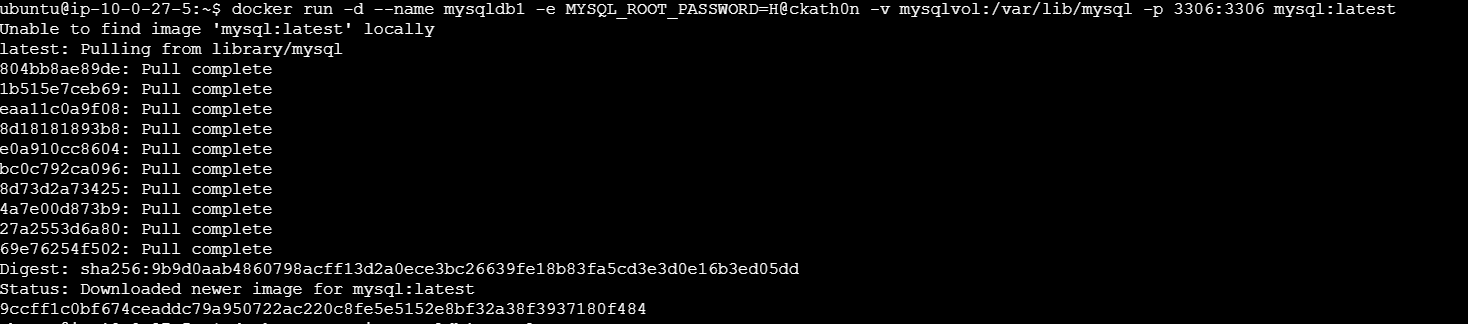 ubuntu@ip-10-0-27-5:~$ docker run -d --name mysqldb1 -e MYSQL_ROOT_PASSWORD=H@ckath0n -v mysqlvol:/var/lib/mysql -p 3306:3306 mysql:latest
Unable to find image 'mysql:latest' locally
latest: Pulling from library/mysql
804bb8ae89de: Pull complete
1b515e7ceb69: Pull complete
eaa11c0a9f08: Pull complete
8d18181893b8: Pull complete
e0a910cc8604: Pull complete
bc0c792ca096: Pull complete
8d73d2a73425: Pull complete
4a7e00d873b9: Pull complete
27a2553d6a80: Pull complete
69e76254f502: Pull complete
Digest: sha256:9b9d0aab4860798acff13d2a0ece3bc26639fe18b83fa5cd3e3d0e16b3ed05dd
Status: Downloaded newer image for mysql:latest
9ccff1c0bf674ceaddc79a950722ac220c8fe5e5152e8bf32a38f3937180f484